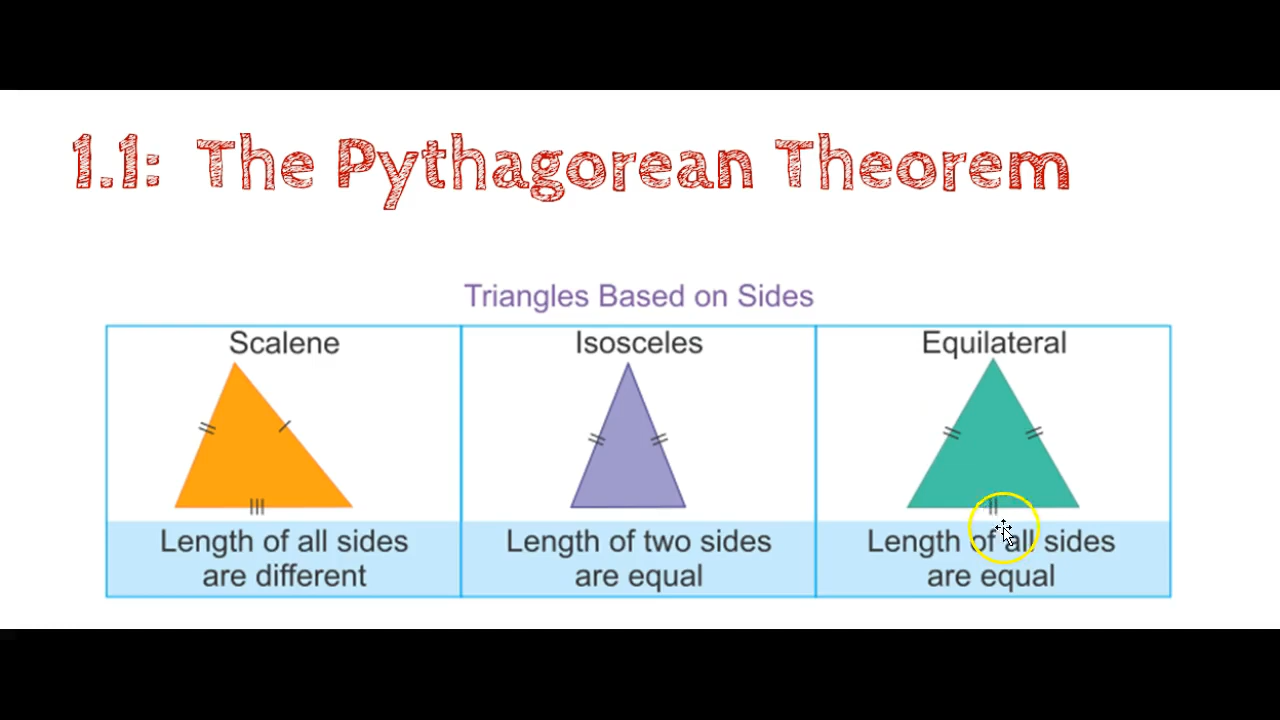 1.1: The Pythagorean Theorem
Triangles Based on Sides
Scalene
Isosceles
Equilateral
Length of all sides
are different
Length of two sides
are equal
Length of all sides
are equal